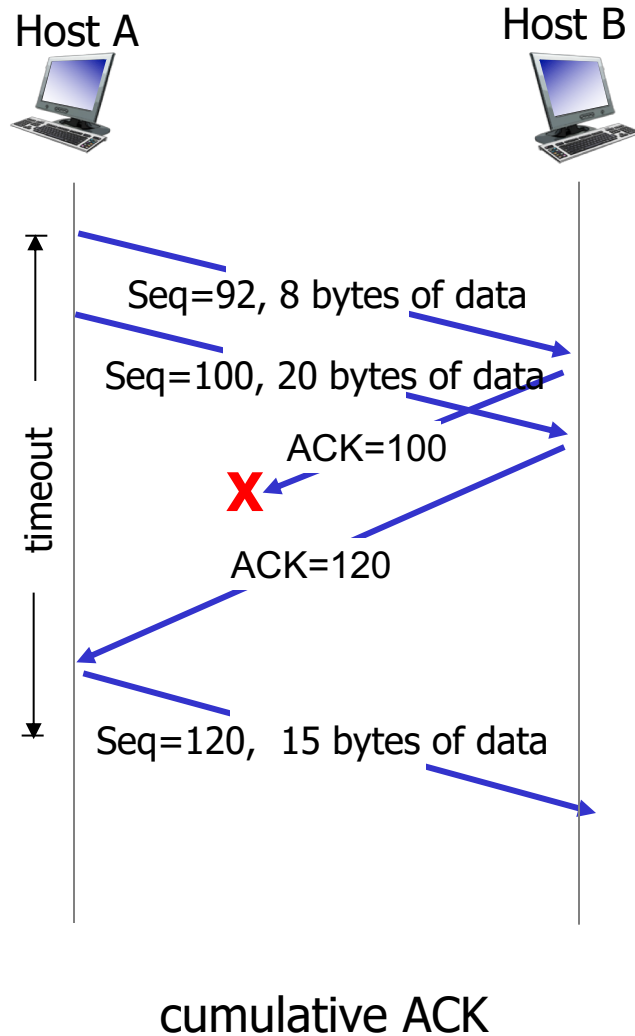 Host A
Host B
Seq=92, 8 bytes of data
Seq=100, 20 bytes of data
ACK=100
X
timeout
ACK=120
Seq=120, 15 bytes of data
cumulative ACK